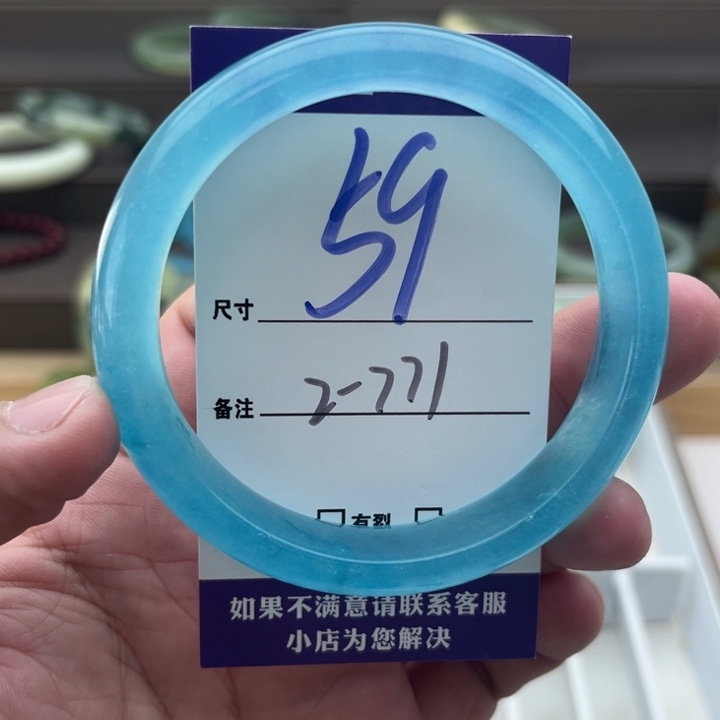 尺寸 59
备注 2-771
有裂
如果不满意请联系客服
小店为您解决